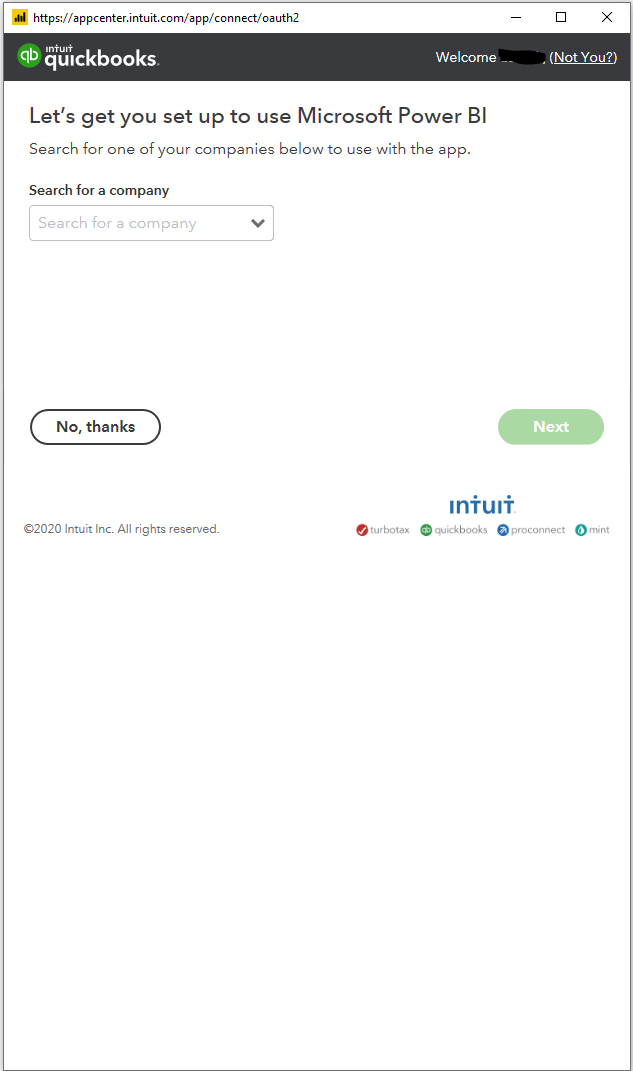 https://appcenter.intuit.com/app/connect/oauth2
intuit
quickbooks.
Welcome (Not You?)
Let's get you set up to use Microsoft Power BI
Search for one of your companies below to use with the app.
Search for a company
Search for a company
No, thanks
Next
intuit
©2020 Intuit Inc. All rights reserved.
turbotax qb quickbooks proconnect mint